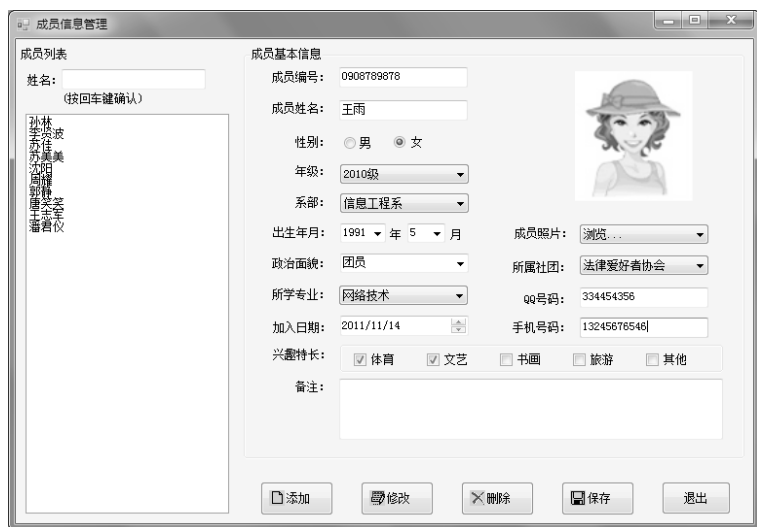 成员信息管理
成员列表
姓名:
(按回车键确认)
孙林
李贤波
苏佳
苏美美
沈阳
周耀
郭静
唐笑笑
王志军
潘君仪
成员基本信息
成员编号: 0908789878
成员姓名: 王雨
性别: 男 女
年级: 2010级
系部: 信息工程系
出生年月: 1991 年 5 月 成员照片: 浏览...
政治面貌: 团员 所属社团: 法律爱好者协会
所学专业: 网络技术 QQ号码: 334454356
加入日期: 2011/11/14 手机号码: 13245676546
兴趣特长: 体育 文艺 书画 旅游 其他
备注:
添加 修改 删除 保存 退出